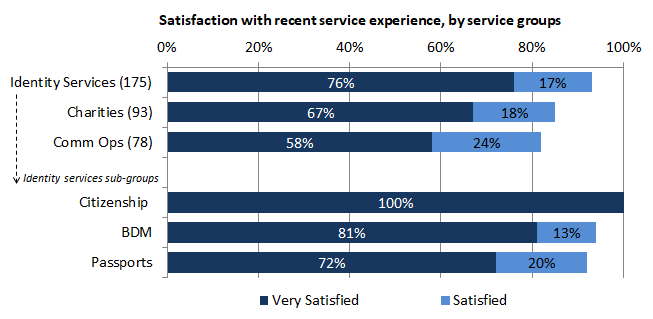 Satisfaction with recent service experience, by service groups
0% 20% 40% 60% 80% 100%
Identity Services (175) 76% 17%
Charities (93) 67% 18%
Comm Ops (78) 58% 24%
Identity services sub-groups
Citizenship 100%
BDM 81% 13%
Passports 72% 20%
Very Satisfied Satisfied